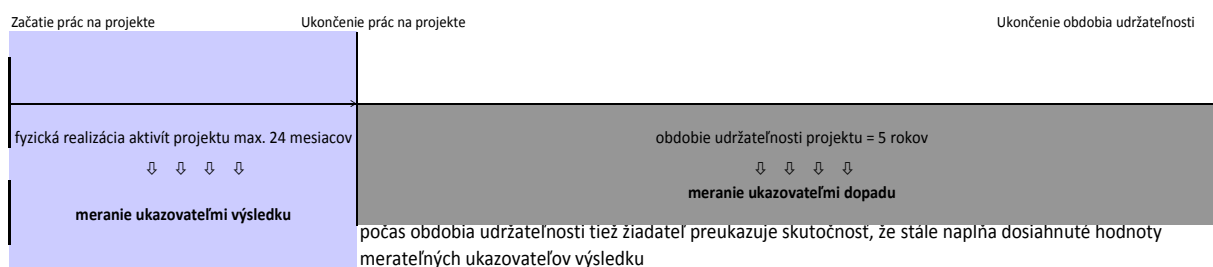 Začatie prác na projekte
Ukončenie prác na projekte
Ukončenie obdobia udržateľnosti
fyzická realizácia aktivít projektu max. 24 mesiacov
meranie ukazovateľmi výsledku
obdobie udržateľnosti projektu = 5 rokov
meranie ukazovateľmi dopadu
počas obdobia udržateľnosti tiež žiadateľ preukazuje skutočnosť, že stále napĺňa dosiahnuté hodnoty
merateľných ukazovateľov výsledku